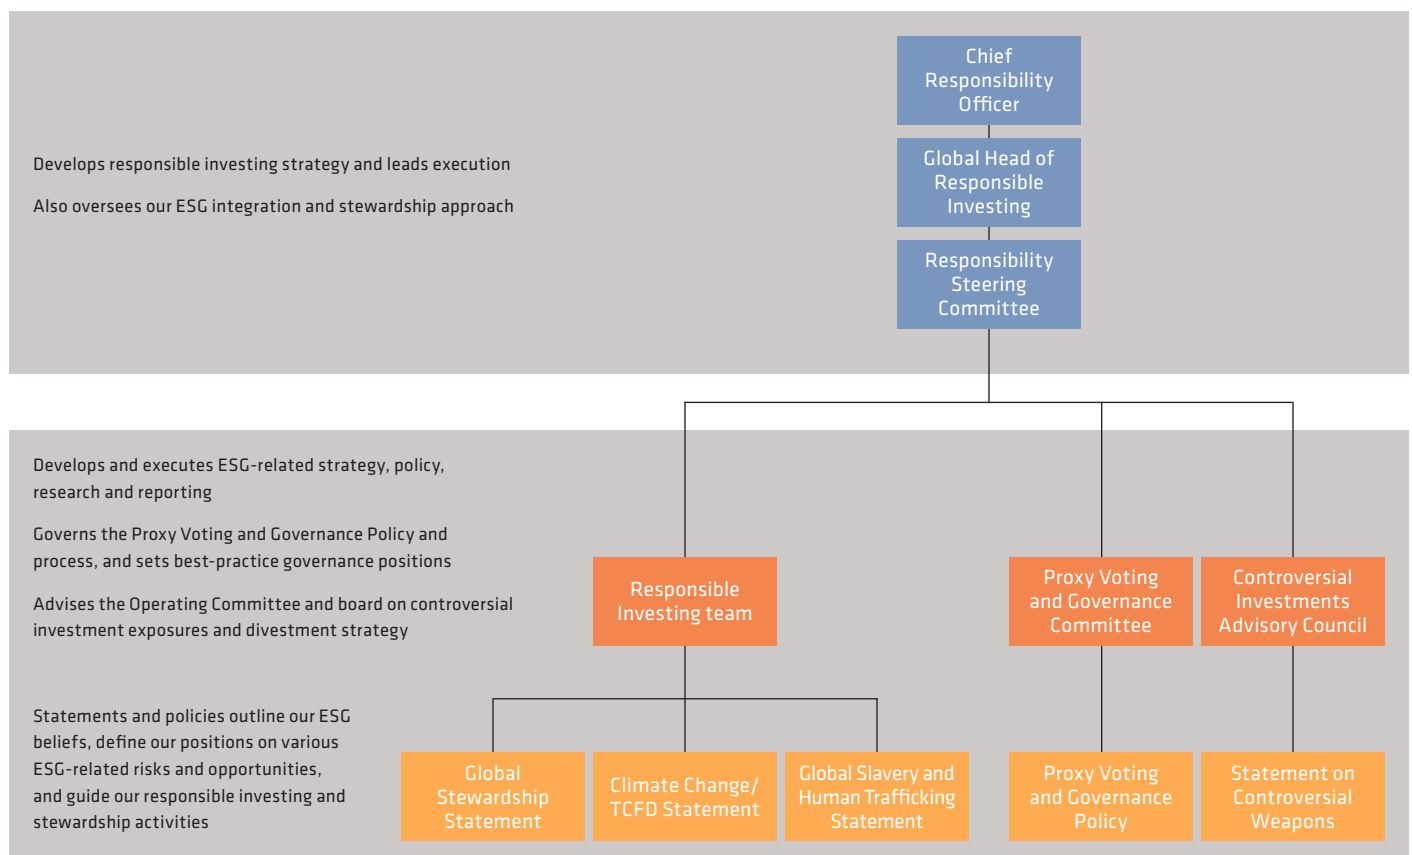 Chief
Responsibility
Officer
Develops responsible investing strategy and leads execution
Also oversees our ESG integration and stewardship approach
Global Head of
Responsible
Investing
Responsibility
Steering
Committee
Develops and executes ESG-related strategy, policy,
research and reporting
Governs the Proxy Voting and Governance Policy and
process, and sets best-practice governance positions
Advises the Operating Committee and board on controversial
investment exposures and divestment strategy
Responsible
Investing team
Proxy Voting
and Governance
Committee
Controversial
Investments
Advisory Council
Statements and policies outline our ESG
beliefs, define our positions on various
ESG-related risks and opportunities,
and guide our responsible investing and
stewardship activities
Global
Stewardship
Statement
Climate Change/
TCFD Statement
Global Slavery and
Human Trafficking
Statement
Proxy Voting
and Governance
Policy
Statement on
Controversial
Weapons